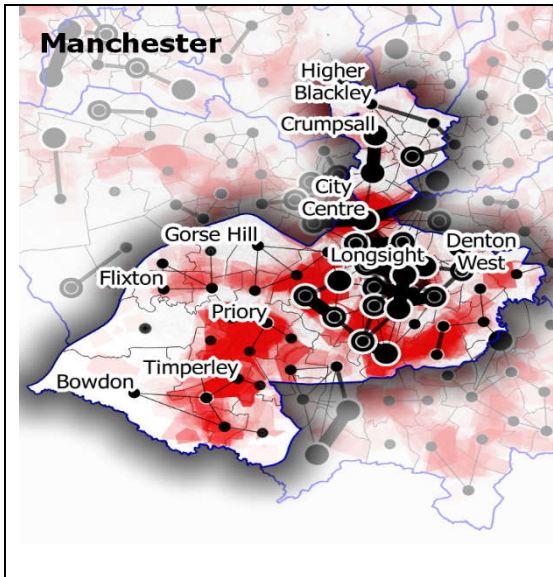 Manchester
Higher
Blackley
Crumpsall
City
Centre
Gorse Hill
Longsight
Denton
West
Flixton
Priory
Timperley
Bowdon